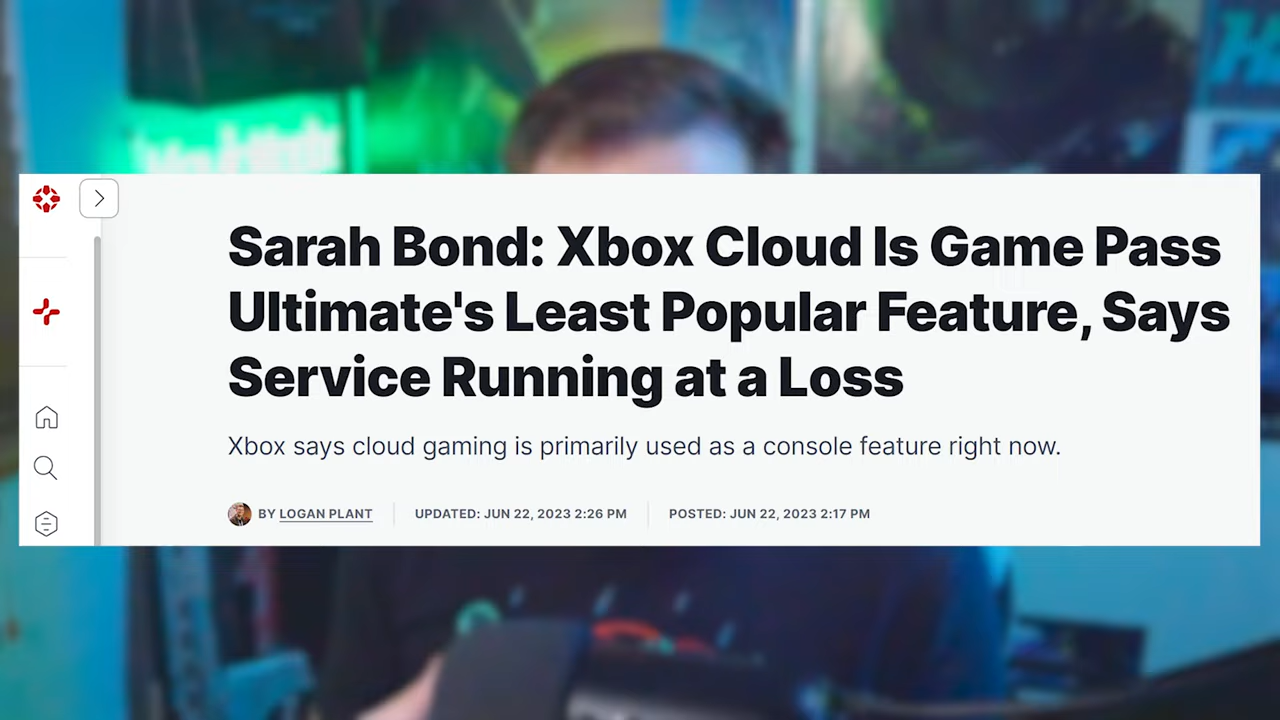 Sarah Bond: Xbox Cloud Is Game Pass
Ultimate's Least Popular Feature, Says
Service Running at a Loss
Xbox says cloud gaming is primarily used as a console feature right now.
BY LOGAN PLANT UPDATED: JUN 22, 2023 2:26 PM POSTED: JUN 22, 2023 2:17 PM